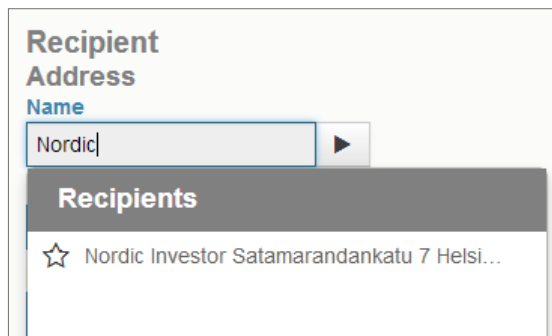 Recipient
Address
Name
Nordic
Recipients
Nordic Investor Satamarandankatu 7 Helsi...